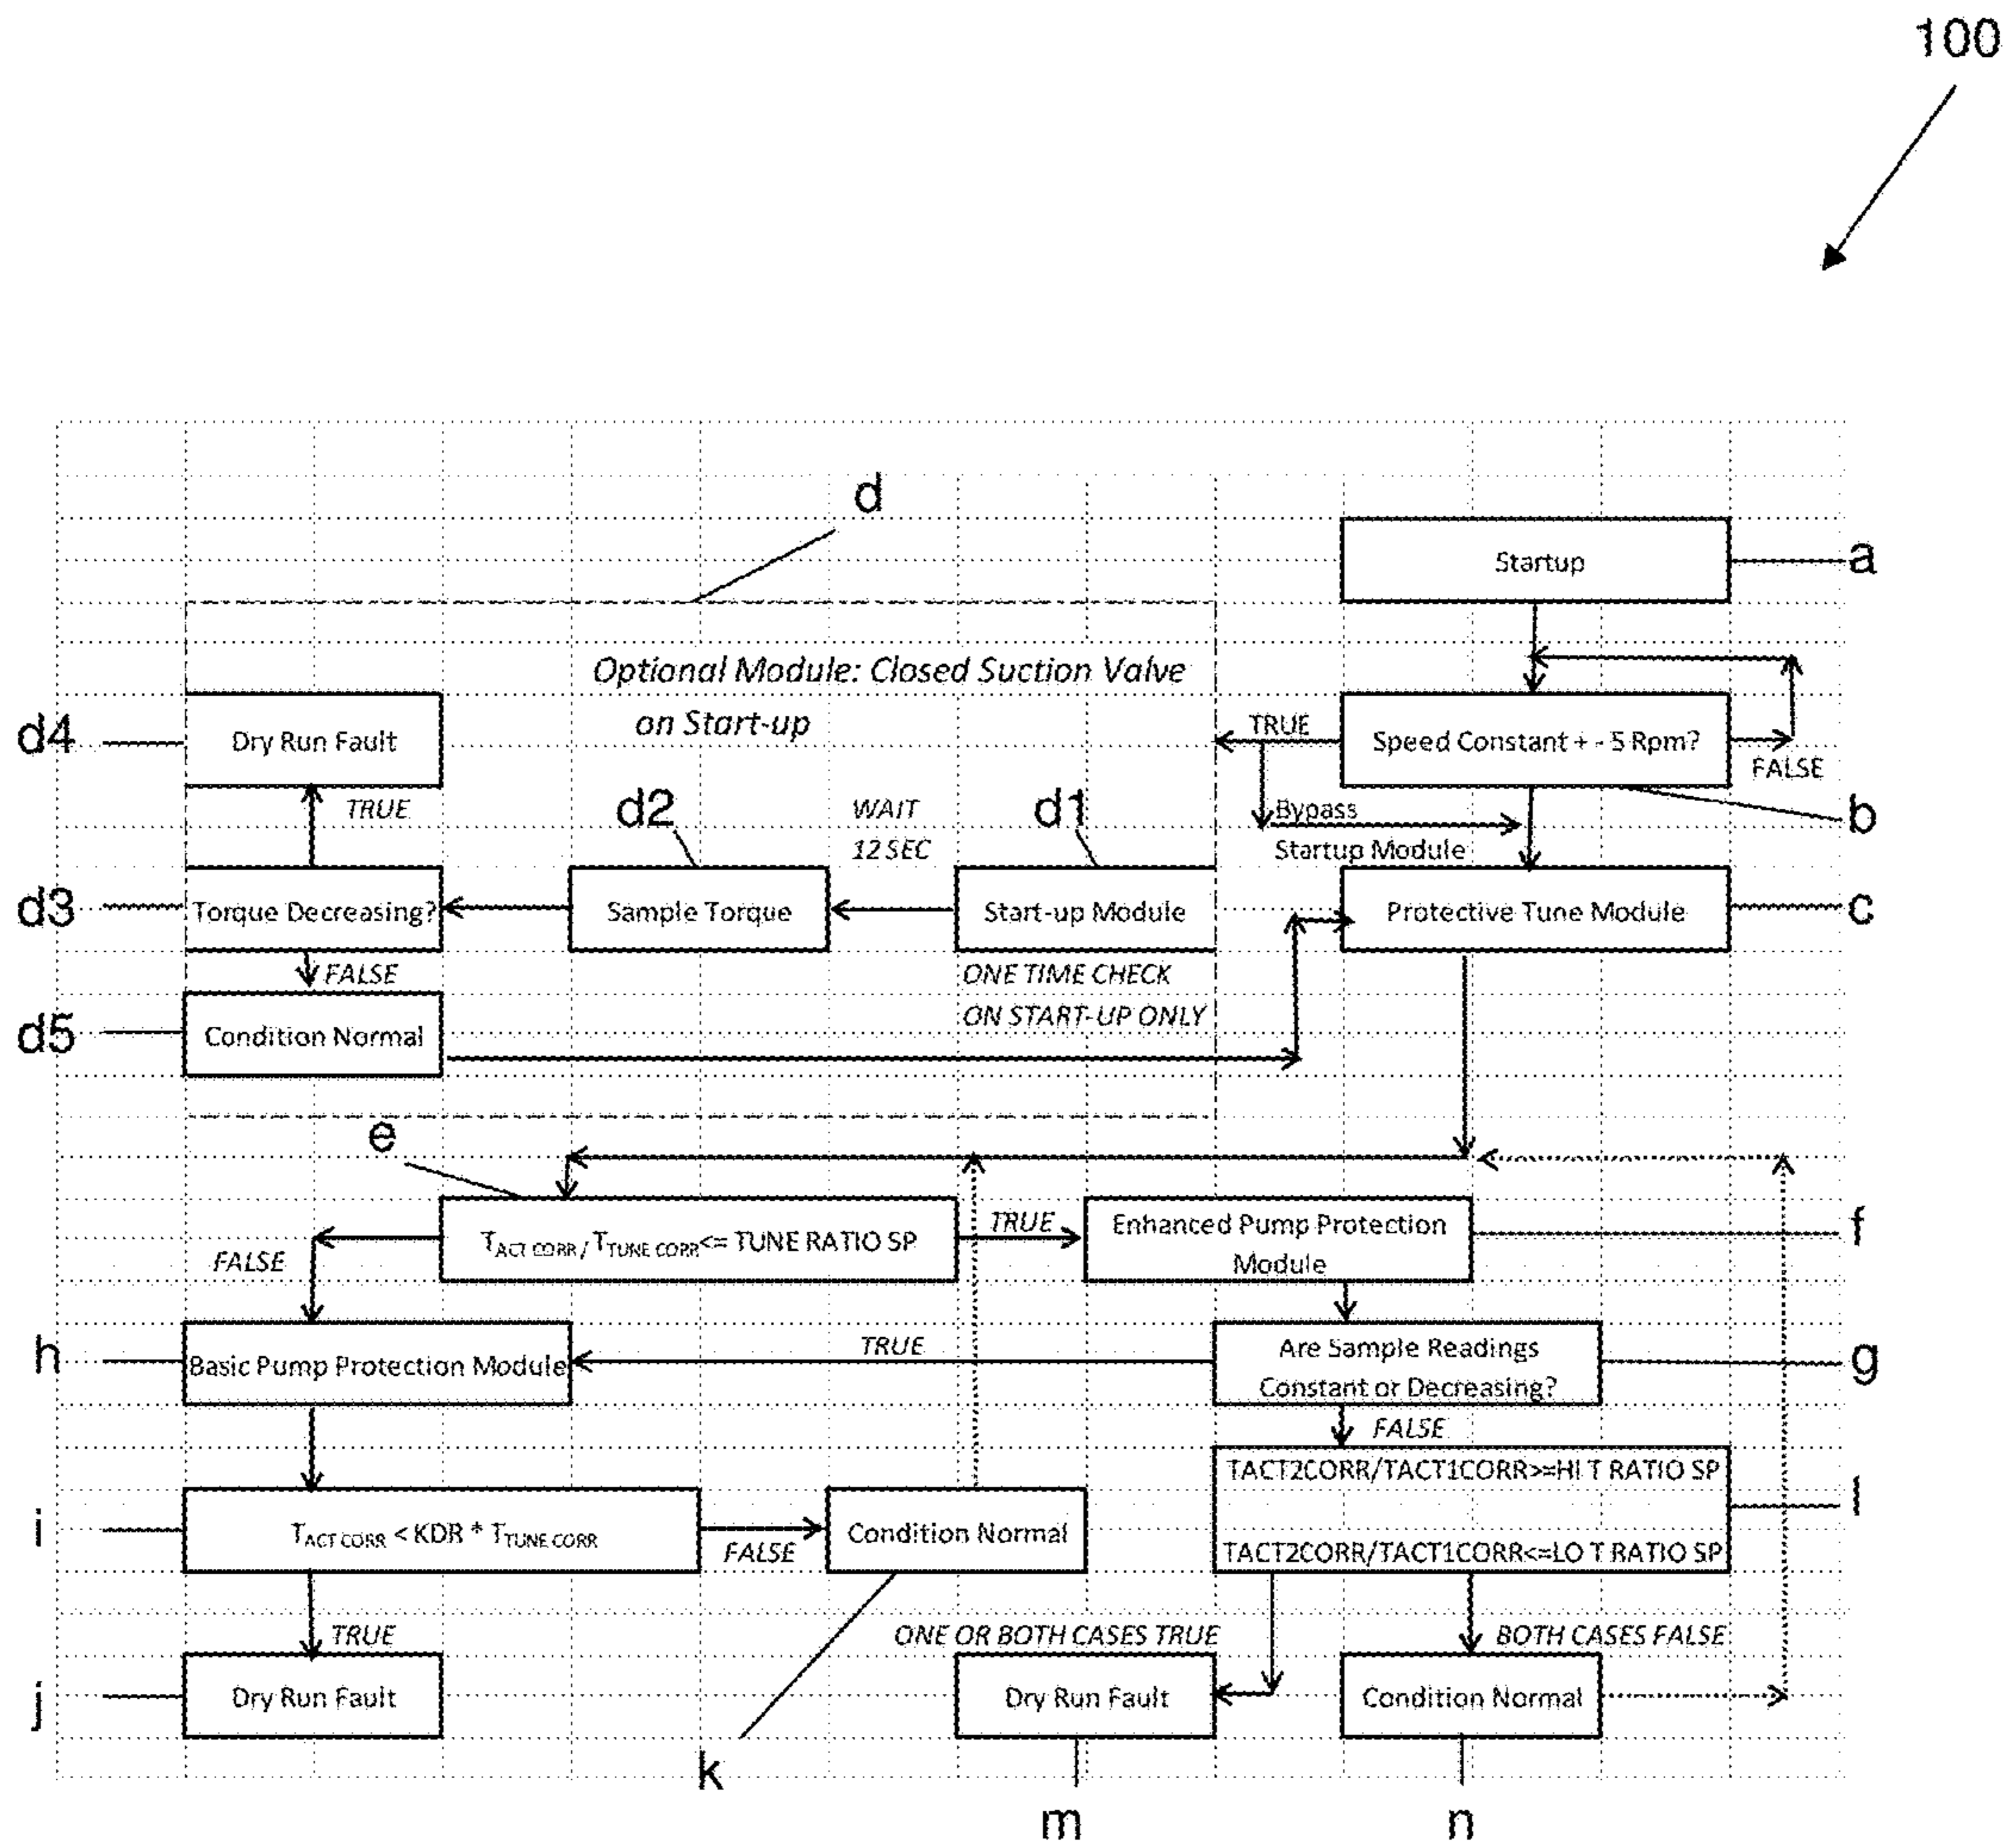 100
d
Startup
a
Optional Module: Closed Suction Valve
on Start-up
d4
Dry Run Fault
TRUE
Speed Constant + - 5 Rpm?
FALSE
b
TRUE
d2
WAIT
12 SEC
d1
Bypass
Startup Module
d3
Torque Decreasing?
Sample Torque
Start-up Module
Protective Tune Module
c
FALSE
ONE TIME CHECK
ON START-UP ONLY
d5
Condition Normal
e
TACT CORR / TTUNE CORR<= TUNE RATIO SP
TRUE
Enhanced Pump Protection
Module
f
FALSE
h
Basic Pump Protection Module
TRUE
Are Sample Readings
Constant or Decreasing?
g
FALSE
TACT2CORR/TACT1CORR>=HI T RATIO SP
TACT2CORR/TACT1CORR<=LO T RATIO SP
l
i
TACT CORR < KDR * TTUNE CORR
FALSE
Condition Normal
TRUE
ONE OR BOTH CASES TRUE
BOTH CASES FALSE
j
Dry Run Fault
Dry Run Fault
Condition Normal
k
m
n